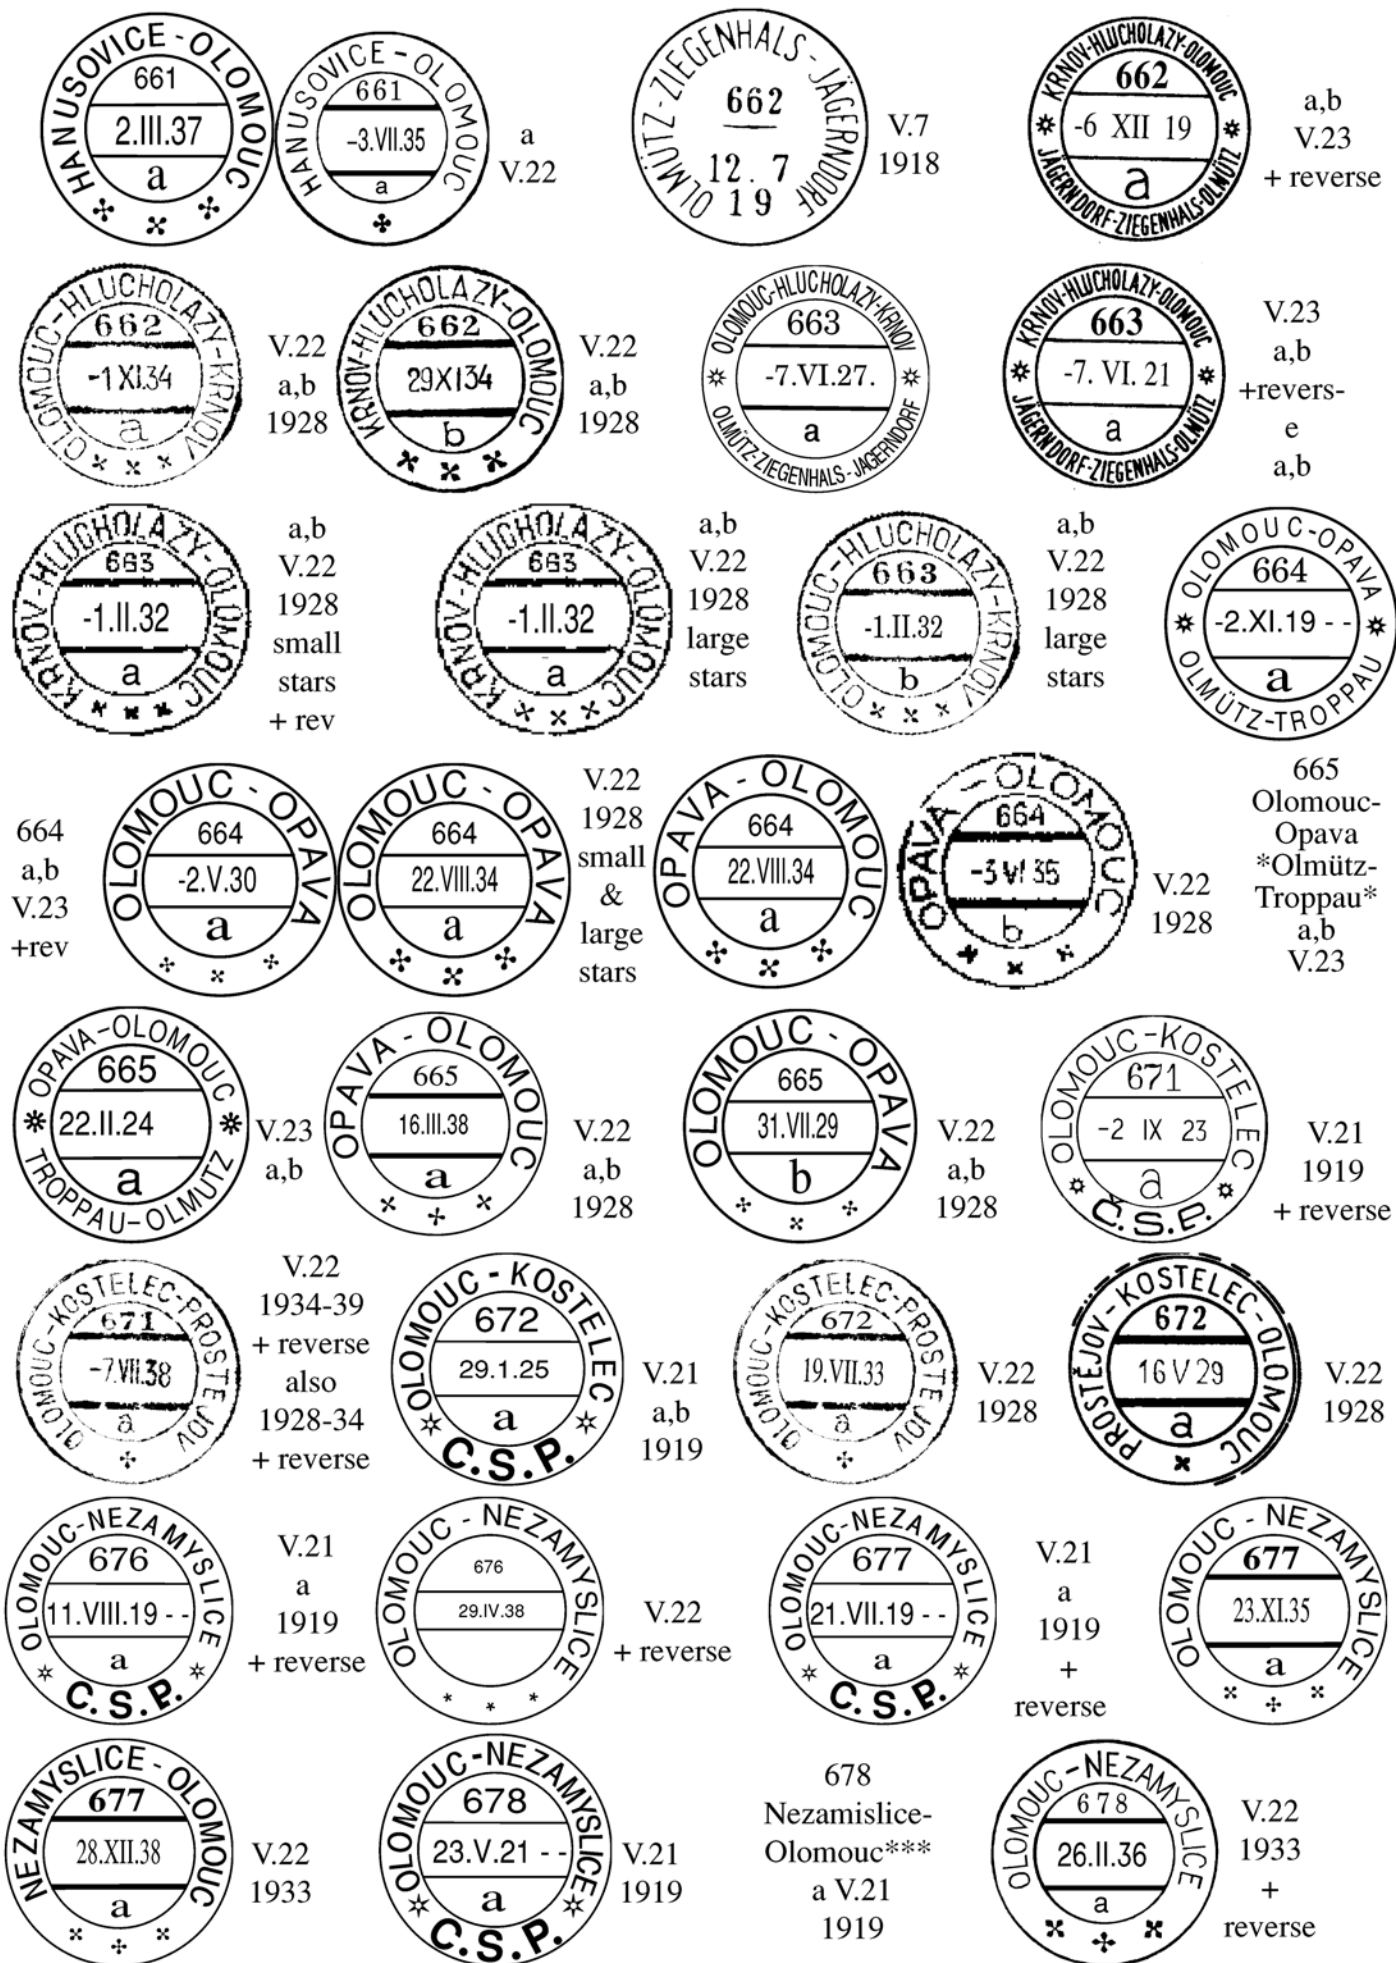 HANUSOVICE-OLOMOUC
661
2.III.37
a
HANUSOVICE-OLOMOUC
661
-3.VII.35
a
a
V.22
OLMÜTZ-ZIEGENHALS-JÄGERNDORF
662
12.7
19
V.7
1918
KRNOV-HLUCHOLAZY-OLOMOUC
662
-6 XII 19
a
JÄGERNDORF-ZIEGENHALS-OLMÜTZ
a,b
V.23
+ reverse
OLOMOUC-HLUCHOLAZY-KRNOV
662
-1 XI.34
a
V.22
a,b
1928
KRNOV-HLUCHOLAZY-OLOMOUC
662
29XI34
b
V.22
a,b
1928
OLOMOUC-HLUCHOLAZY-KRNOV
663
-7.VI.27.
a
OLMÜTZ-ZIEGENHALS-JAGERNDORF
KRNOV-HLUCHOLAZY-OLOMOUC
663
-7. VI. 21
a
JÄGERNDORF-ZIEGENHALS-OLMÜTZ
V.23
a,b
+revers-
e
a,b
KRNOV-HLUCHOLAZY-OLOMOUC
663
-1.II.32
a
a,b
V.22
1928
small
stars
+ rev
KRNOV-HLUCHOLAZY-OLOMOUC
663
-1.II.32
a
a,b
V.22
1928
large
stars
OLOMOUC-HLUCHOLAZY-KRNOV
663
-1.II.32
b
a,b
V.22
1928
large
stars
OLOMOUC-OPAVA
664
-2.XI.19 - -
a
OLMÜTZ-TROPPAU
664
a,b
V.23
+rev
OLOMOUC-OPAVA
664
-2.V.30
a
OLOMOUC-OPAVA
664
22.VIII.34
a
V.22
1928
small
&
large
stars
OPAVA-OLOMOUC
664
22.VIII.34
a
OPAVA-OLOMOUC
664
-3 VI 35
b
V.22
1928
665
Olomouc-
Opava
*Olmütz-
Troppau*
a,b
V.23
OPAVA-OLOMOUC
665
22.II.24
a
TROPPAU-OLMUTZ
V.23
a,b
OPAVA-OLOMOUC
665
16.III.38
a
V.22
a,b
1928
OLOMOUC-OPAVA
665
31.VII.29
b
V.22
a,b
1928
OLOMOUC-KOSTELEC
671
-2 IX 23
a
Č.S.P.
V.21
1919
+ reverse
OLOMOUC-KOSTELEC-PROSTEJOV
671
-7.VII.38
a
V.22
1934-39
+ reverse
also
1928-34
+ reverse
OLOMOUC-KOSTELEC
672
29.1.25
a
C.S.P.
V.21
a,b
1919
OLOMOUC-KOSTELEC-PROSTEJOV
672
19.VII.33
a
V.22
1928
PROSTĚJOV-KOSTELEC-OLOMOUC
672
16 V 29
a
V.22
1928
OLOMOUC-NEZAMYSLICE
676
11.VIII.19 - -
a
C.S.P.
V.21
a
1919
+ reverse
OLOMOUC-NEZAMYSLICE
676
29.IV.38
V.22
+ reverse
OLOMOUC-NEZAMYSLICE
677
21.VII.19 - -
a
C.S.P.
V.21
a
1919
+
reverse
OLOMOUC-NEZAMYSLICE
677
23.XI.35
a
NEZAMYSLICE-OLOMOUC
677
28.XII.38
a
V.22
1933
OLOMOUC-NEZAMYSLICE
678
23.V.21 - -
a
C.S.P.
V.21
1919
678
Nezamislice-
Olomouc***
a V.21
1919
OLOMOUC-NEZAMYSLICE
678
26.II.36
a
V.22
1933
+
reverse